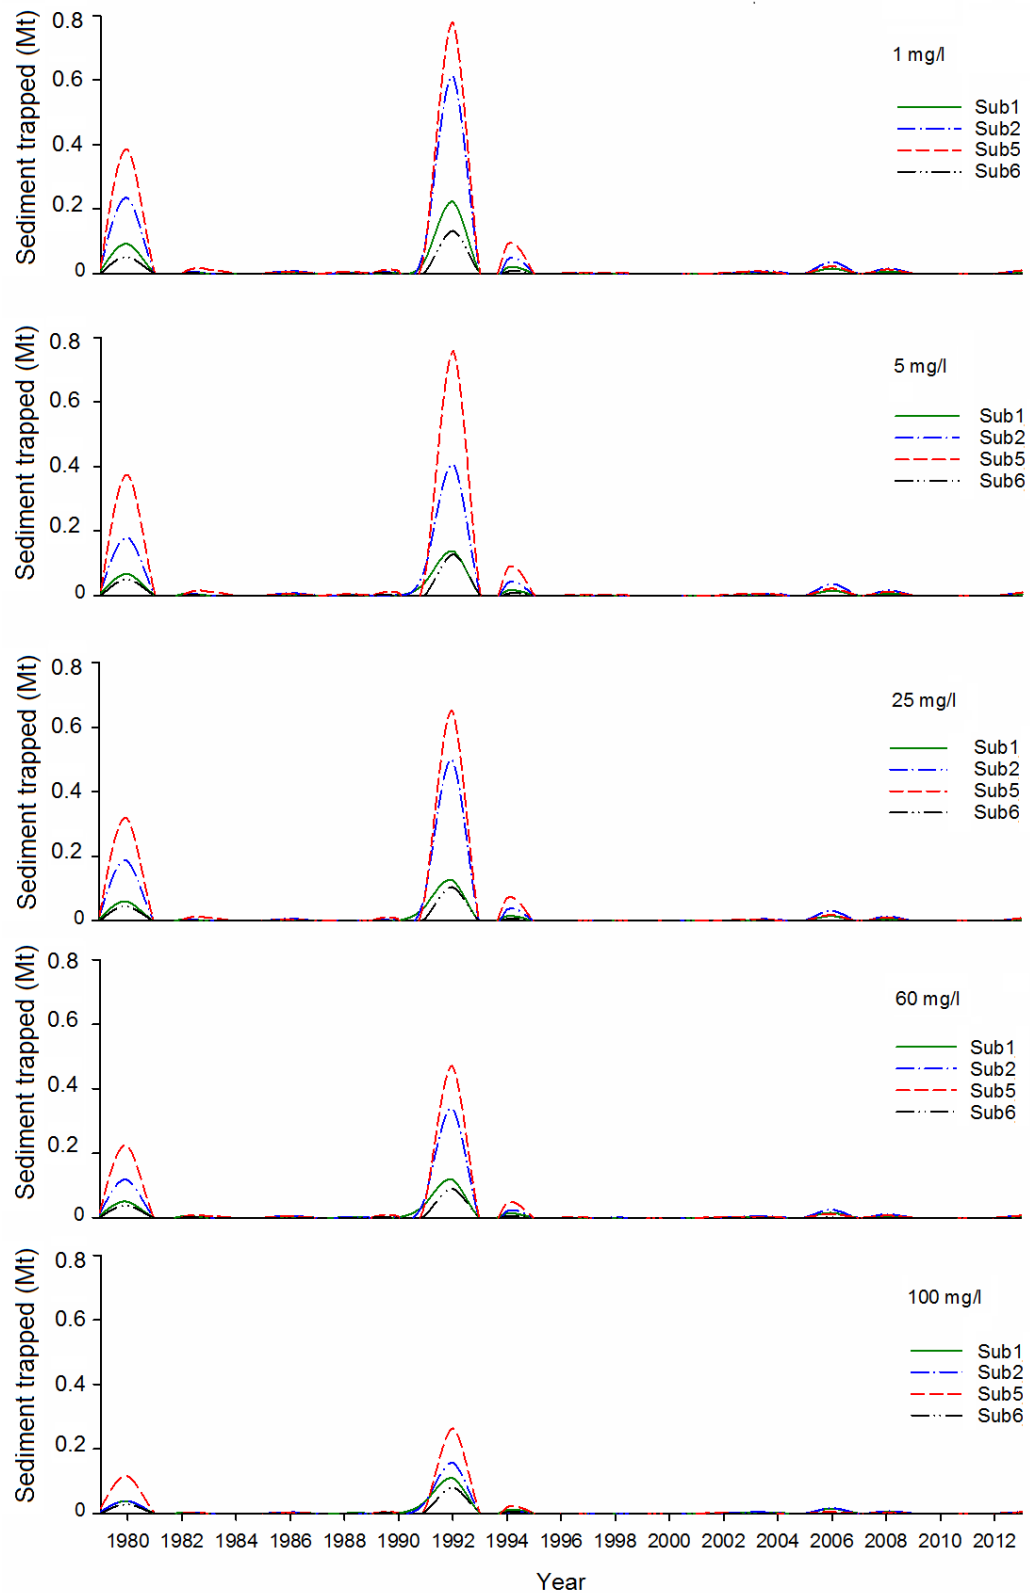 Sediment trapped (Mt)
0.8
0.6
0.4
0.2
0
1 mg/l
Sub1
Sub2
Sub5
Sub6
Sediment trapped (Mt)
0.8
0.6
0.4
0.2
0
5 mg/l
Sub1
Sub2
Sub5
Sub6
Sediment trapped (Mt)
0.8
0.6
0.4
0.2
0
25 mg/l
Sub1
Sub2
Sub5
Sub6
Sediment trapped (Mt)
0.8
0.6
0.4
0.2
0
60 mg/l
Sub1
Sub2
Sub5
Sub6
Sediment trapped (Mt)
0.8
0.6
0.4
0.2
0
100 mg/l
Sub1
Sub2
Sub5
Sub6
1980 1982 1984 1986 1988 1990 1992 1994 1996 1998 2000 2002 2004 2006 2008 2010 2012
Year